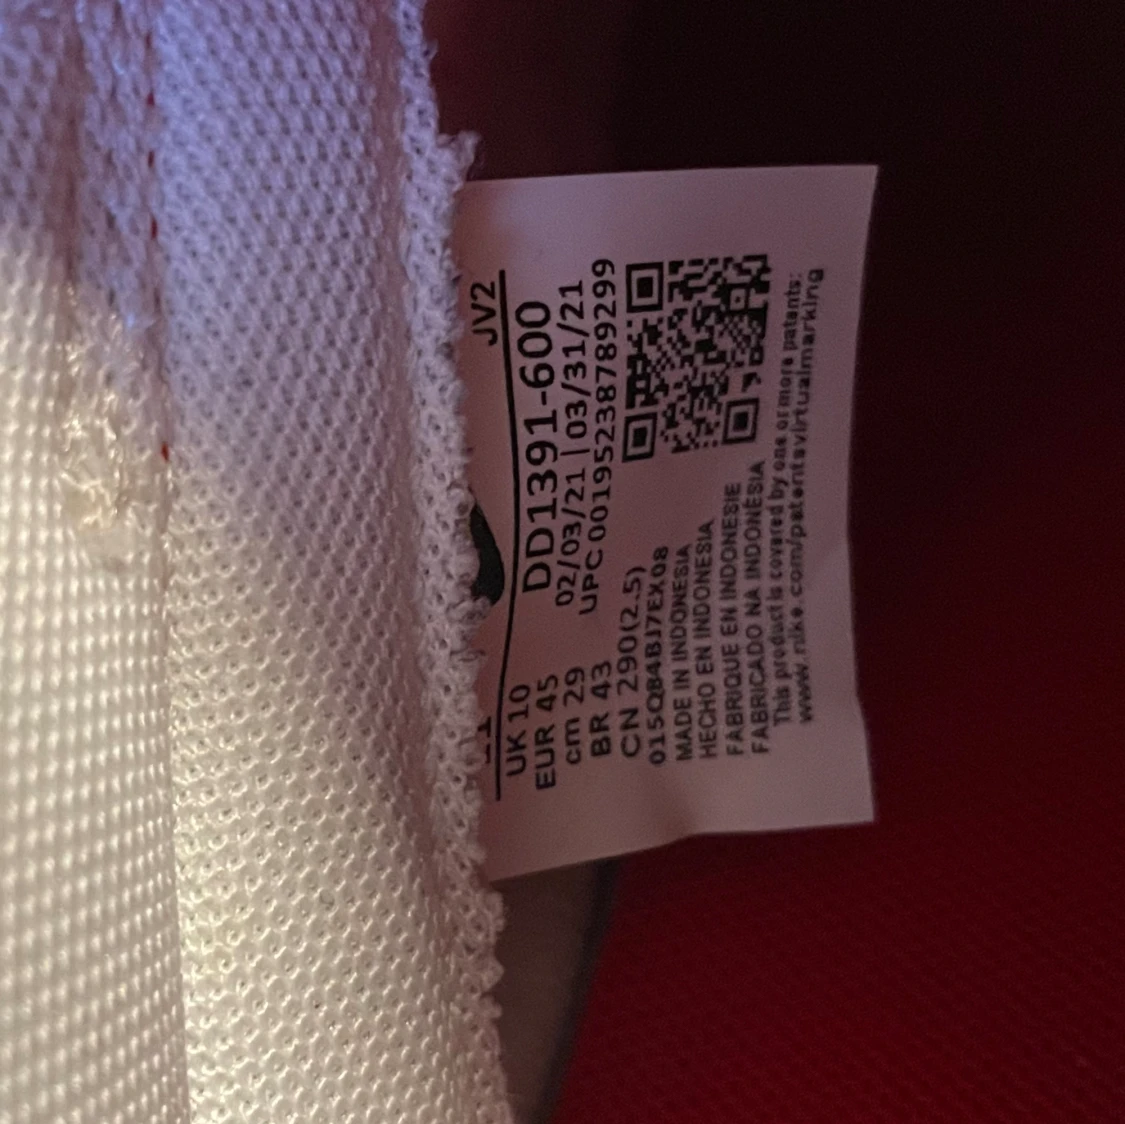 JV2
UK 10
EUR 45
cm 29
BR 43
CN 290(2.5)
DD1391-600
02/03/21 | 03/31/21
UPC 00195238789299
015QB4BJ7EX08
MADE IN INDONESIA
HECHO EN INDONESIA
FABRIQUE EN INDONESIE
FABRICADO NA INDONÉSIA
This product is covered by one or more patents:
www.nike.com/patentsvirtualmarking